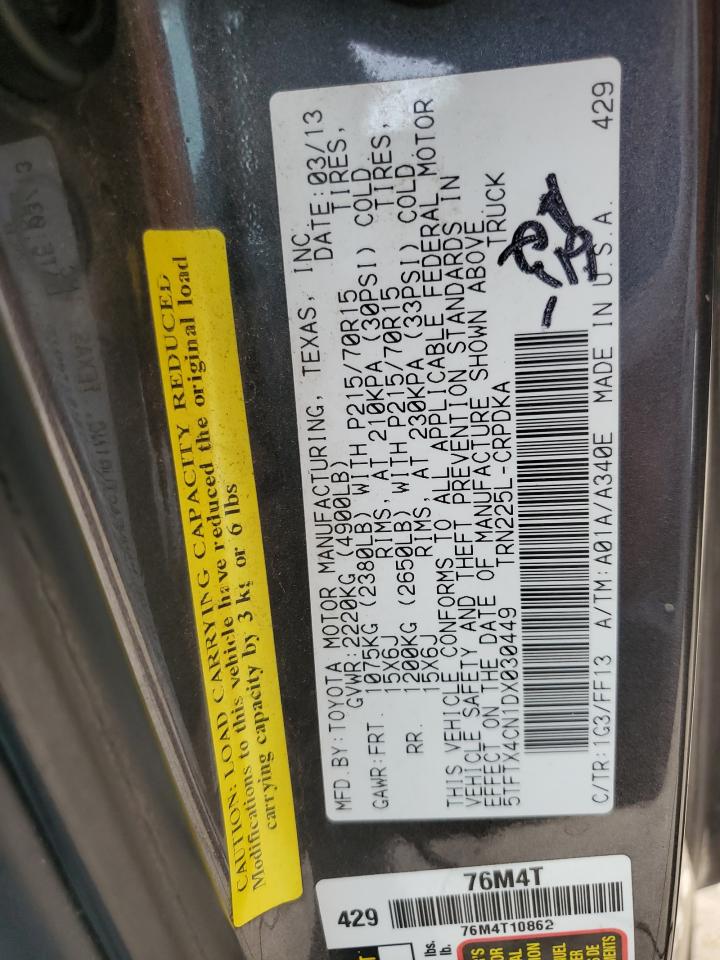 CAUTION: LOAD CARRYING CAPACITY REDUCED
Modifications to this vehicle have reduced the original load
carrying capacity by 3 kg or 6 lbs
MFD.BY:TOYOTA MOTOR MANUFACTURING, TEXAS, INC.
GVWR:2220KG (4900LB) DATE:03/13
GAWR:FRT. 1075KG (2380LB) WITH P215/70R15 TIRES,
15X6J RIMS, AT 210KPA (30PSI) COLD.
RR. 1200KG (2650LB) WITH P215/70R15 TIRES,
15X6J RIMS, AT 230KPA (33PSI) COLD.
THIS VEHICLE CONFORMS TO ALL APPLICABLE FEDERAL MOTOR
VEHICLE SAFETY AND THEFT PREVENTION STANDARDS IN
EFFECT ON THE DATE OF MANUFACTURE SHOWN ABOVE
5TFTX4CN1DX030449 TRN225L-CRPDKA TRUCK
C/TR:1G3/FF13 A/TM:A01A/A340E MADE IN U.S.A. 429
76M4T
429
76M4T10862
lbs.
lb.